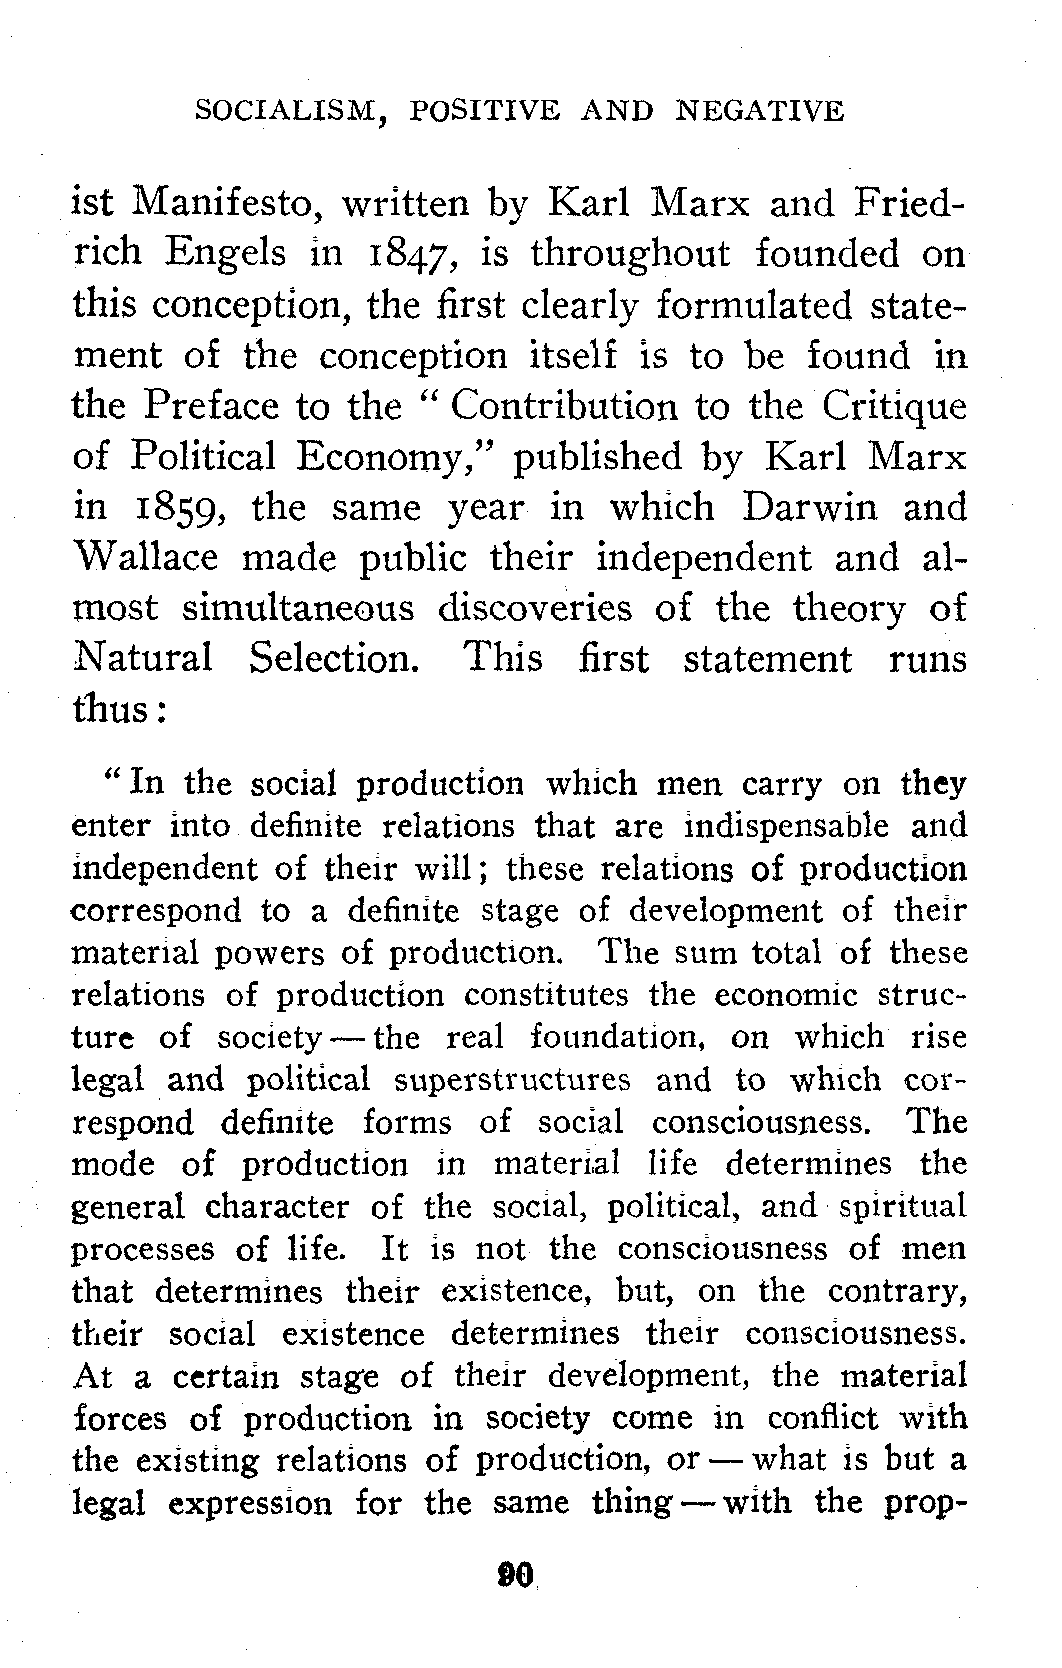 SOCIALISM, POSITIVE AND NEGATIVE
ist Manifesto, written by Karl Marx and Fried-
rich Engels in 1847, is throughout founded on
this conception, the first clearly formulated state-
ment of the conception itself is to be found in
the Preface to the “ Contribution to the Critique
of Political Economy,” published by Karl Marx
in 1859, the same year in which Darwin and
Wallace made public their independent and al-
most simultaneous discoveries of the theory of
Natural Selection. This first statement runs
thus :
“ In the social production which men carry on they
enter into definite relations that are indispensable and
independent of their will ; these relations of production
correspond to a definite stage of development of their
material powers of production. The sum total of these
relations of production constitutes the economic struc-
ture of society — the real foundation, on which rise
legal and political superstructures and to which cor-
respond definite forms of social consciousness. The
mode of production in material life determines the
general character of the social, political, and spiritual
processes of life. It is not the consciousness of men
that determines their existence, but, on the contrary,
their social existence determines their consciousness.
At a certain stage of their development, the material
forces of production in society come in conflict with
the existing relations of production, or — what is but a
legal expression for the same thing — with the prop-
90